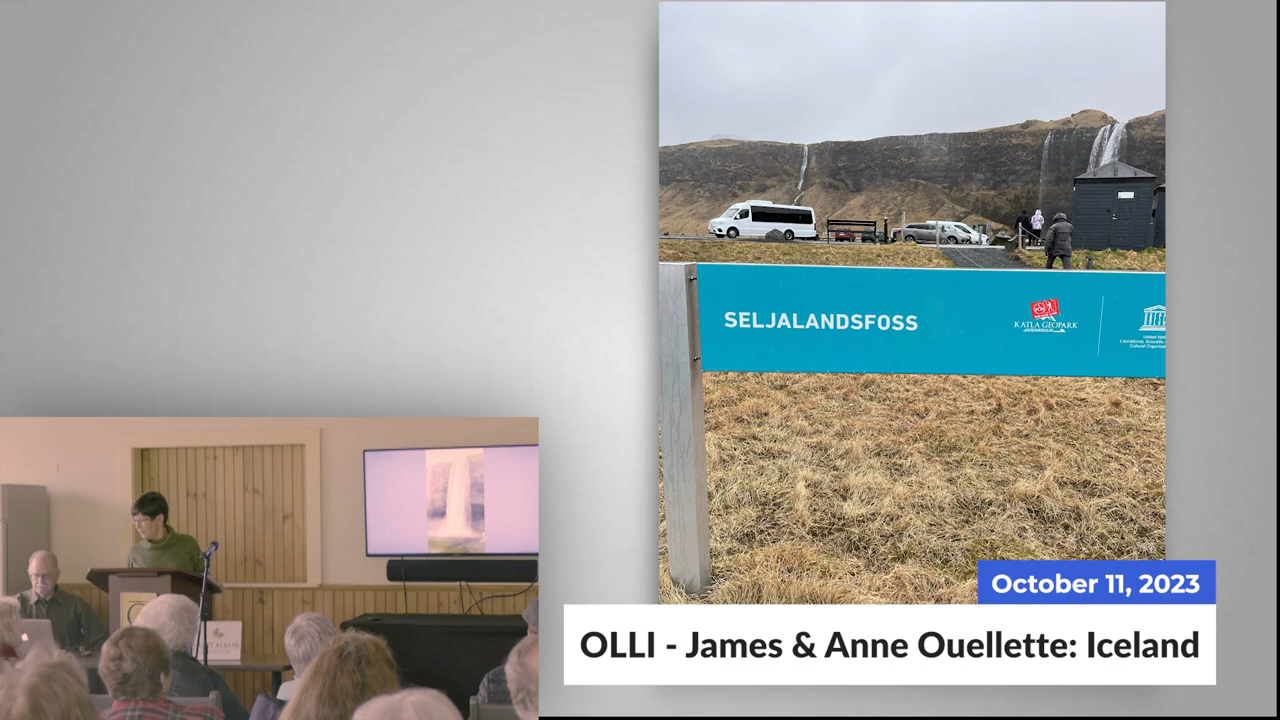 SELJALANDSFOSS
KATLA GEOPARK
October 11, 2023
OLLI - James & Anne Ouellette: Iceland